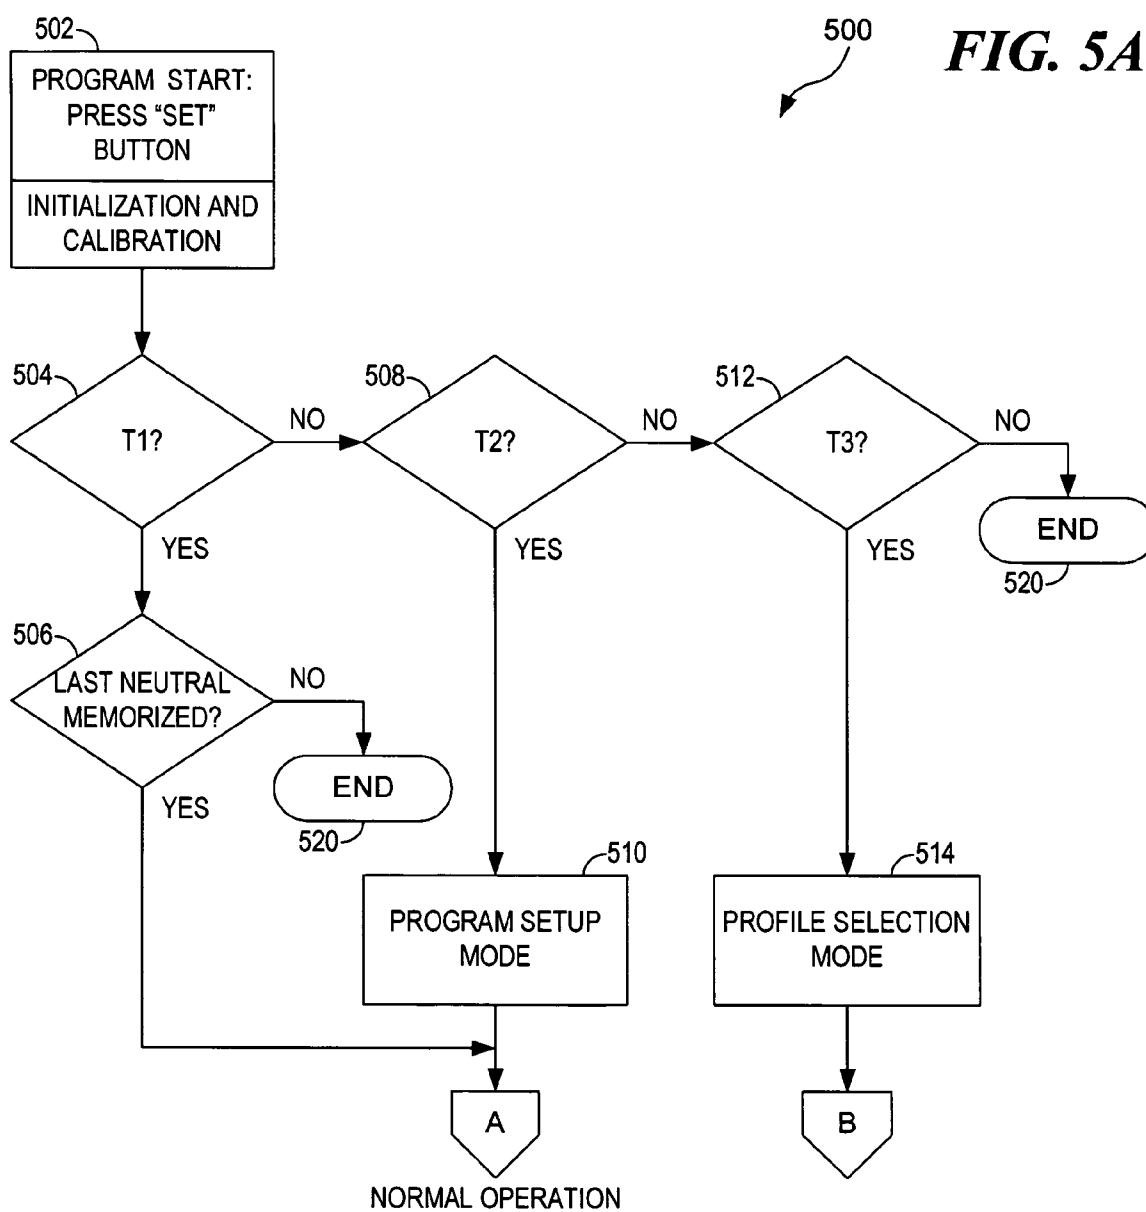 FIG. 5A
500
502
PROGRAM START:
PRESS “SET”
BUTTON
INITIALIZATION AND
CALIBRATION
504
T1?
NO
508
T2?
NO
512
T3?
NO
END
520
YES
YES
YES
506
LAST NEUTRAL
MEMORIZED?
NO
END
520
YES
510
PROGRAM SETUP
MODE
514
PROFILE SELECTION
MODE
A
B
NORMAL OPERATION